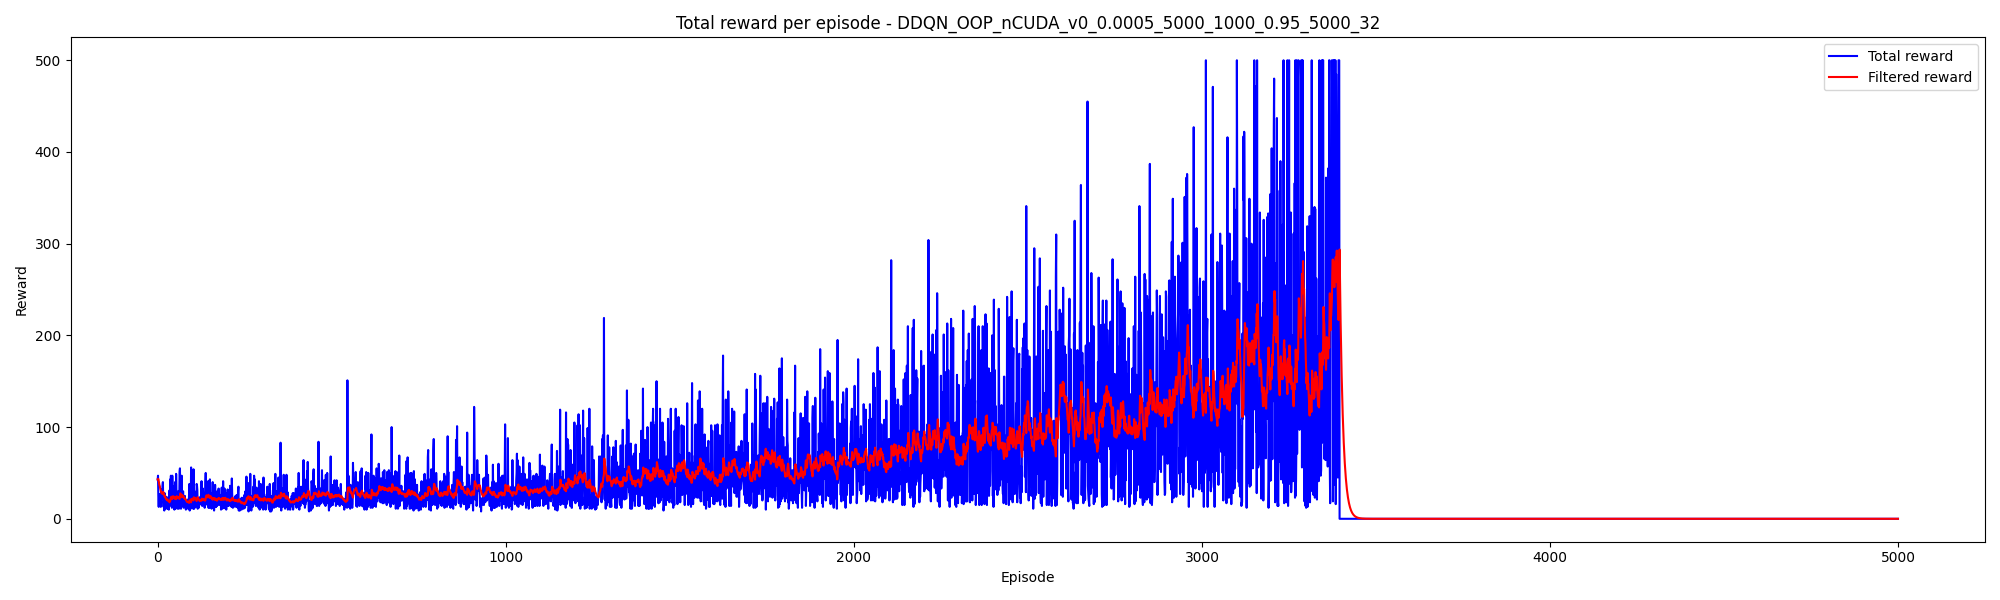 Total reward per episode - DDQN_OOP_nCUDA_v0_0.0005_5000_1000_0.95_5000_32
Total reward
Filtered reward
Reward
500
400
300
200
100
0
0
1000
2000
3000
4000
5000
Episode